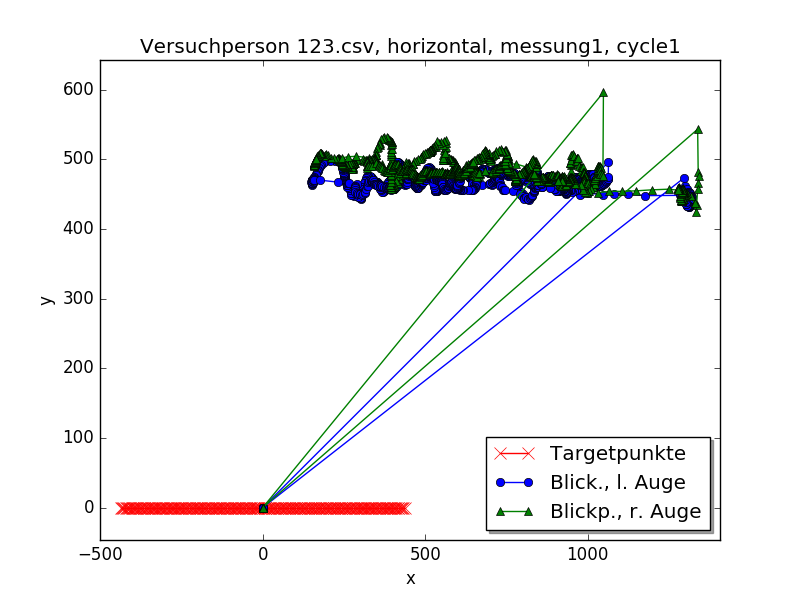 Versuchperson 123.csv, horizontal, messung1, cycle1
600
500
400
300
200
100
0
y
−500
0
500
1000
x
Targetpunkte
Blick., l. Auge
Blickp., r. Auge